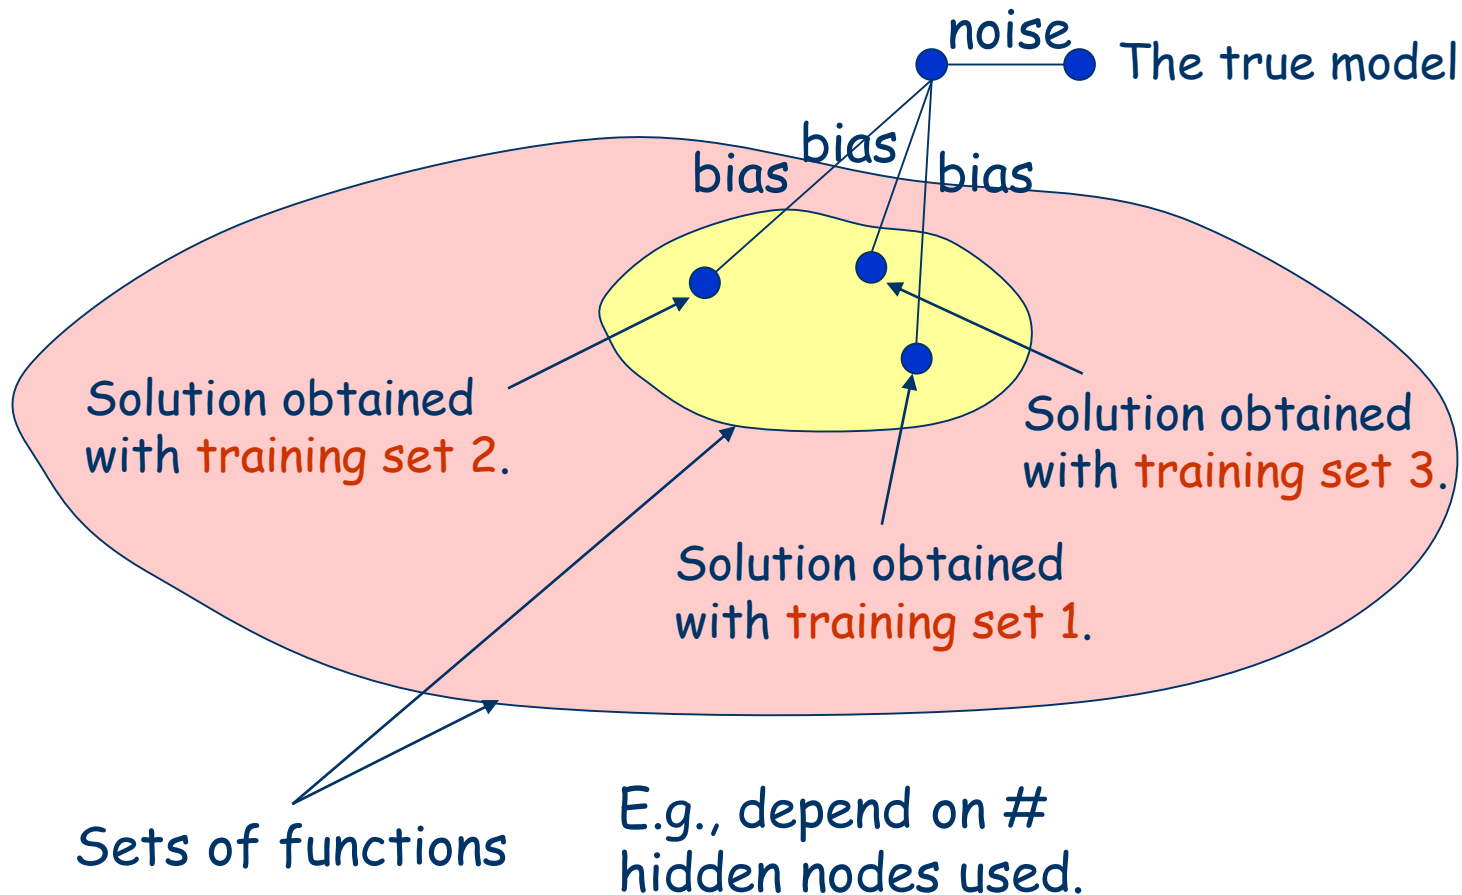 noise
The true model
bias
bias
bias
Solution obtained
with training set 2.
Solution obtained
with training set 3.
Solution obtained
with training set 1.
Sets of functions
E.g., depend on #
hidden nodes used.